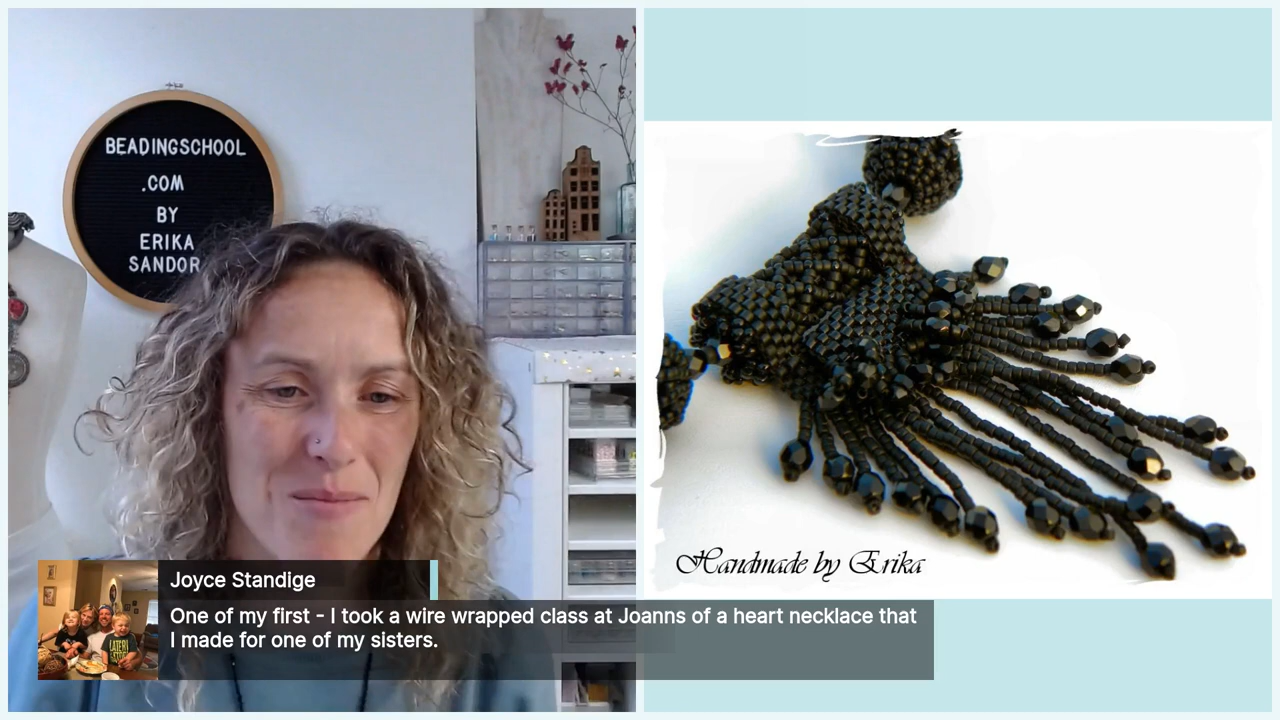 BEADINGSCHOOL
.COM
BY
ERIKA
SANDOR
Handmade by Erika
Joyce Standige
One of my first - I took a wire wrapped class at Joanns of a heart necklace that
I made for one of my sisters.